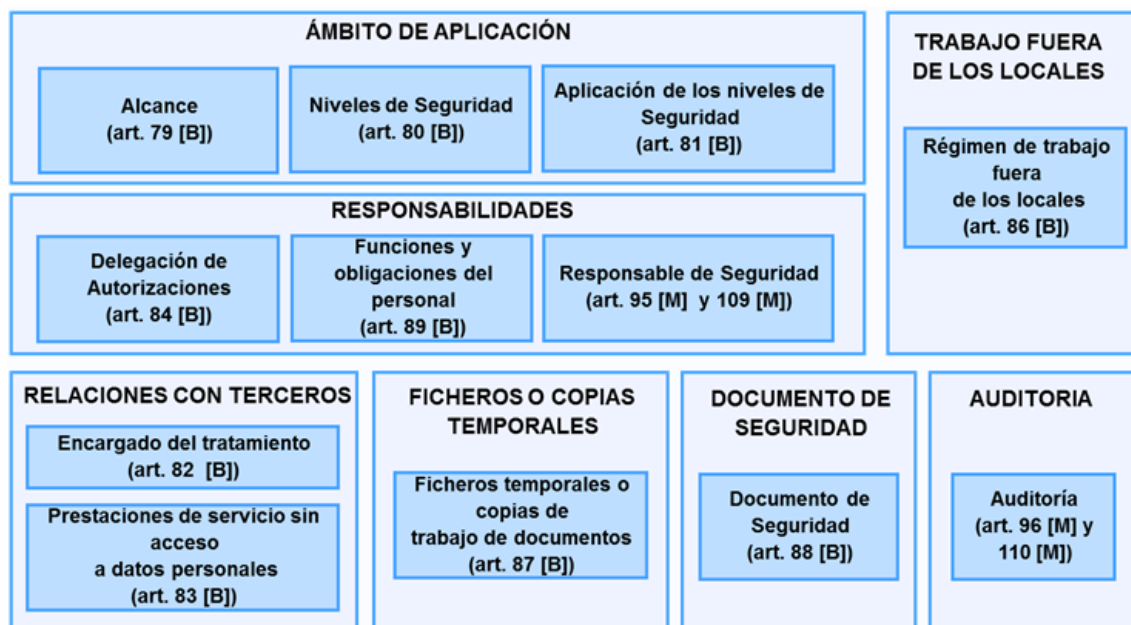 ÁMBITO DE APLICACIÓN
Alcance
(art. 79 [B])
Niveles de Seguridad
(art. 80 [B])
Aplicación de los niveles de
Seguridad
(art. 81 [B])
TRABAJO FUERA
DE LOS LOCALES
Régimen de trabajo
fuera
de los locales
(art. 86 [B])
RESPONSABILIDADES
Delegación de
Autorizaciones
(art. 84 [B])
Funciones y
obligaciones del
personal
(art. 89 [B])
Responsable de Seguridad
(art. 95 [M] y 109 [M])
RELACIONES CON TERCEROS
Encargado del tratamiento
(art. 82 [B])
Prestaciones de servicio sin
acceso
a datos personales
(art. 83 [B])
FICHEROS O COPIAS
TEMPORALES
Ficheros temporales o
copias de
trabajo de documentos
(art. 87 [B])
DOCUMENTO DE
SEGURIDAD
Documento de
Seguridad
(art. 88 [B])
AUDITORIA
Auditoría
(art. 96 [M] y
110 [M])